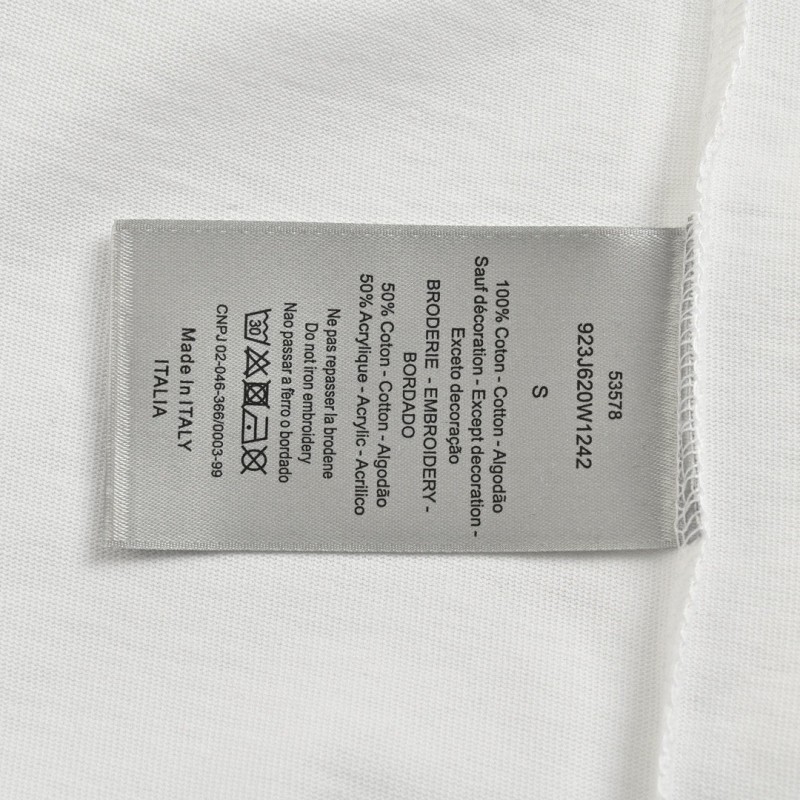 53578
923J620W1242
S
100% Coton - Cotton - Algodão
Sauf décoration - Except decoration -
Exceto decoração
BRODERIE - EMBROIDERY -
BORDADO
50% Coton - Cotton - Algodão
50% Acrylique - Acrylic - Acrilico
Ne pas repasser la brodene
Do not iron embroidery
Nao passar a ferro o bordado
30
CNPJ 02-046-366/0003-99
Made In ITALY
ITALIA